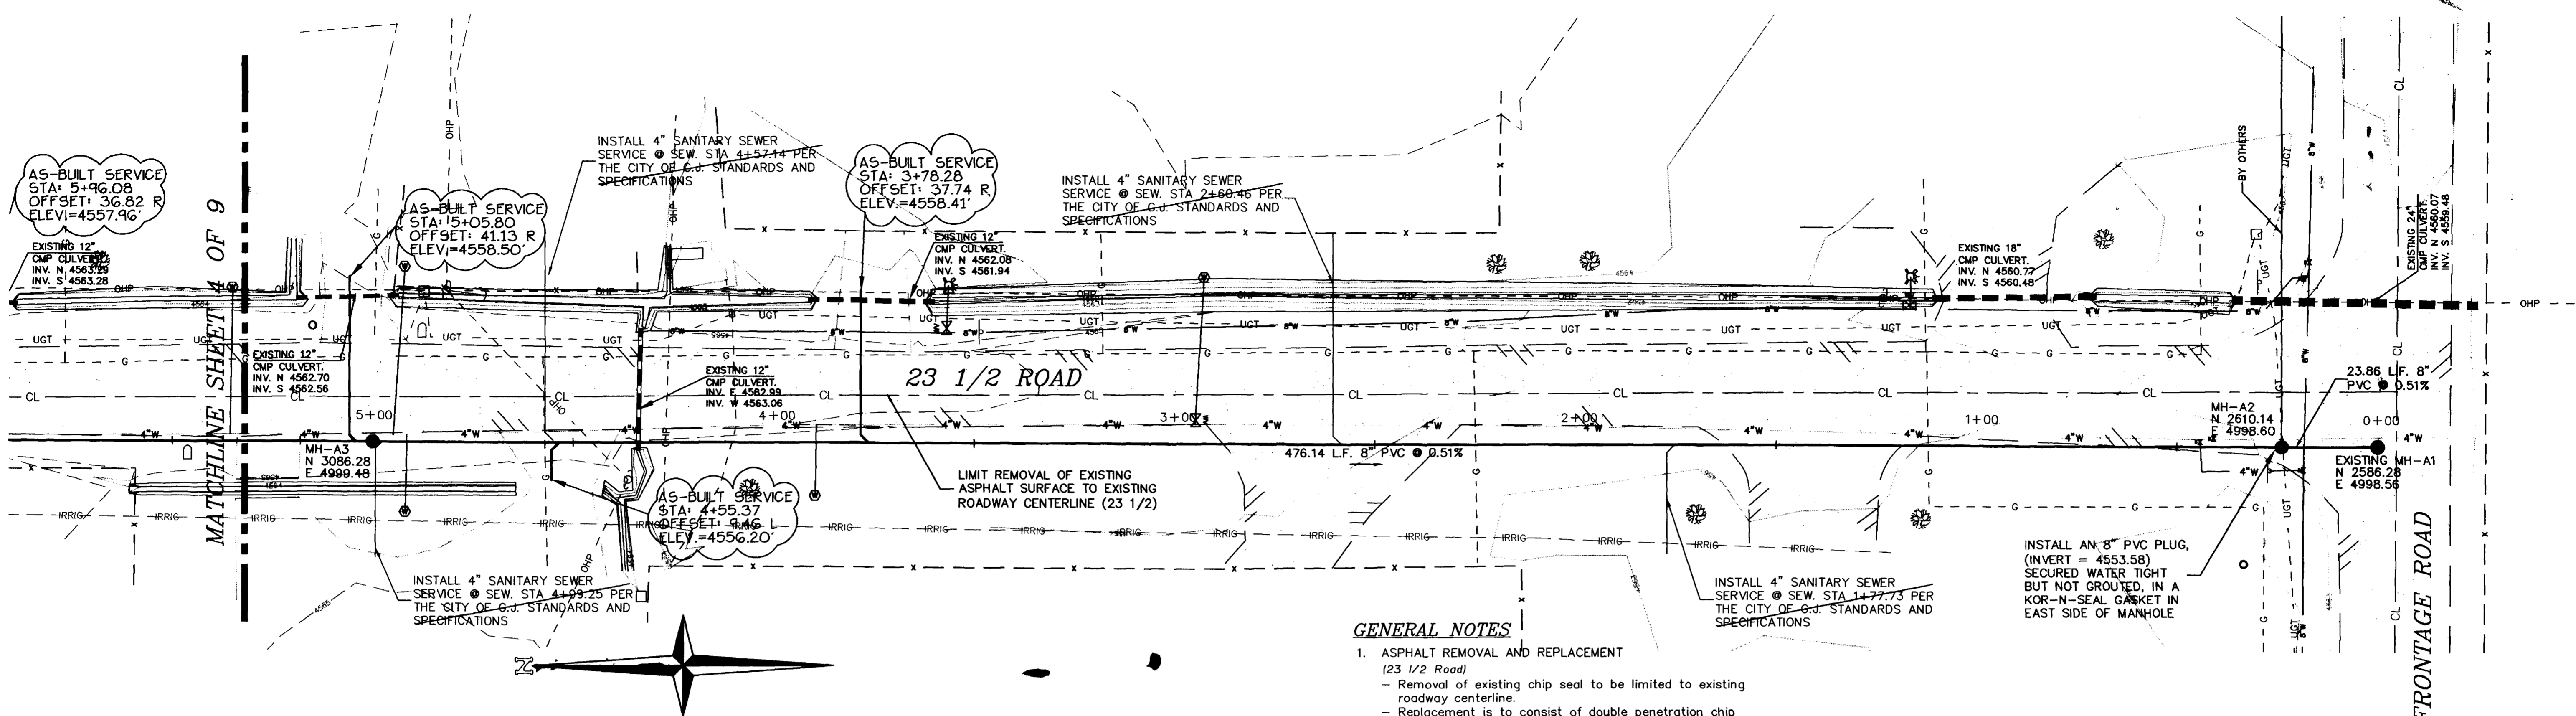 AS-BUILT SERVICE
STA: 5+96.08
OFFSET: 36.82 R
ELEV.=4557.96'
EXISTING 12"
CMP CULVERT.
INV. N 4563.29
INV. S 4563.28
MATCHLINE SHEET 4 OF 9
AS-BUILT SERVICE
STA: 5+05.80
OFFSET: 41.13 R
ELEV.=4558.50'
EXISTING 12"
CMP CULVERT.
INV. N 4562.70
INV. S 4562.56
INSTALL 4" SANITARY SEWER
SERVICE @ SEW. STA 4+57.14 PER
THE CITY OF G.J. STANDARDS AND
SPECIFICATIONS
AS-BUILT SERVICE
STA: 3+78.28
OFFSET: 37.74 R
ELEV.=4558.41'
EXISTING 12"
CMP CULVERT.
INV. N 4562.08
INV. S 4561.94
INSTALL 4" SANITARY SEWER
SERVICE @ SEW. STA 2+60.46 PER
THE CITY OF G.J. STANDARDS AND
SPECIFICATIONS
EXISTING 18"
CMP CULVERT.
INV. N 4560.77
INV. S 4560.48
BY OTHERS
EXISTING 24"
CMP CULVERT.
INV. N 4560.07
INV. S 4559.48
EXISTING 12"
CMP CULVERT.
INV. E 4562.99
INV. W 4563.06
23 1/2 ROAD
23.86 L.F. 8"
PVC @ 0.51%
5+00
4+00
3+00
2+00
1+00
0+00
MH-A3
N 3086.28
E 4999.48
476.14 L.F. 8" PVC @ 0.51%
MH-A2
N 2610.14
E 4998.60
EXISTING MH-A1
N 2586.28
E 4998.56
LIMIT REMOVAL OF EXISTING
ASPHALT SURFACE TO EXISTING
ROADWAY CENTERLINE (23 1/2)
AS-BUILT SERVICE
STA: 4+55.37
OFFSET: 9.46 L
ELEV.=4556.20'
INSTALL 4" SANITARY SEWER
SERVICE @ SEW. STA 4+99.25 PER
THE CITY OF G.J. STANDARDS AND
SPECIFICATIONS
INSTALL 4" SANITARY SEWER
SERVICE @ SEW. STA 1+77.73 PER
THE CITY OF G.J. STANDARDS AND
SPECIFICATIONS
INSTALL AN 8" PVC PLUG,
(INVERT = 4553.58)
SECURED WATER TIGHT
BUT NOT GROUTED, IN A
KOR-N-SEAL GASKET IN
EAST SIDE OF MANHOLE
FRONTAGE ROAD
N
GENERAL NOTES
1. ASPHALT REMOVAL AND REPLACEMENT
(23 1/2 Road)
- Removal of existing chip seal to be limited to existing
roadway centerline.
- Replacement is to consist of double penetration chip